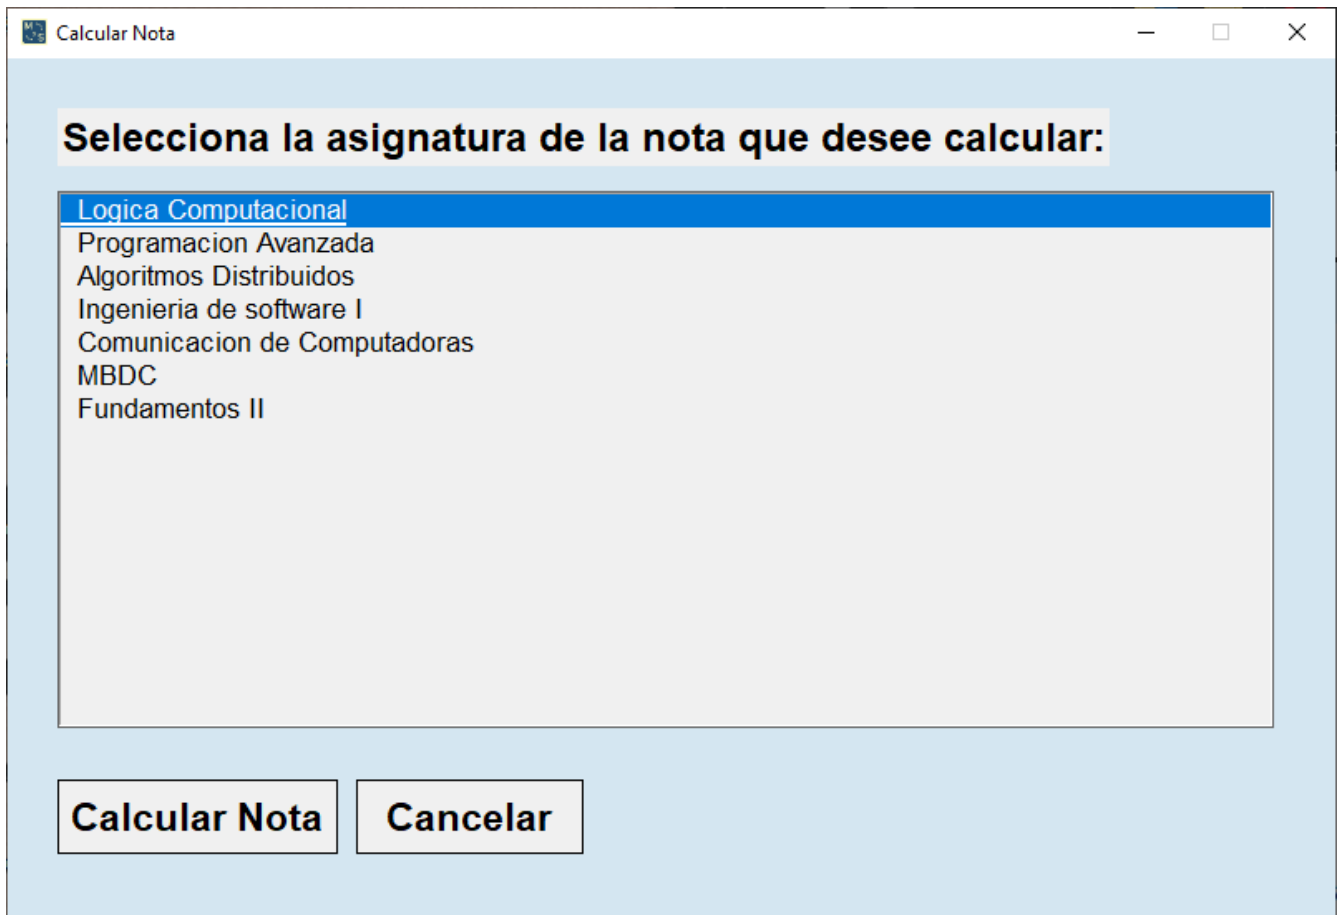 Calcular Nota
Selecciona la asignatura de la nota que desee calcular:
Logica Computacional
Programacion Avanzada
Algoritmos Distribuidos
Ingenieria de software I
Comunicacion de Computadoras
MBDC
Fundamentos II
Calcular Nota Cancelar